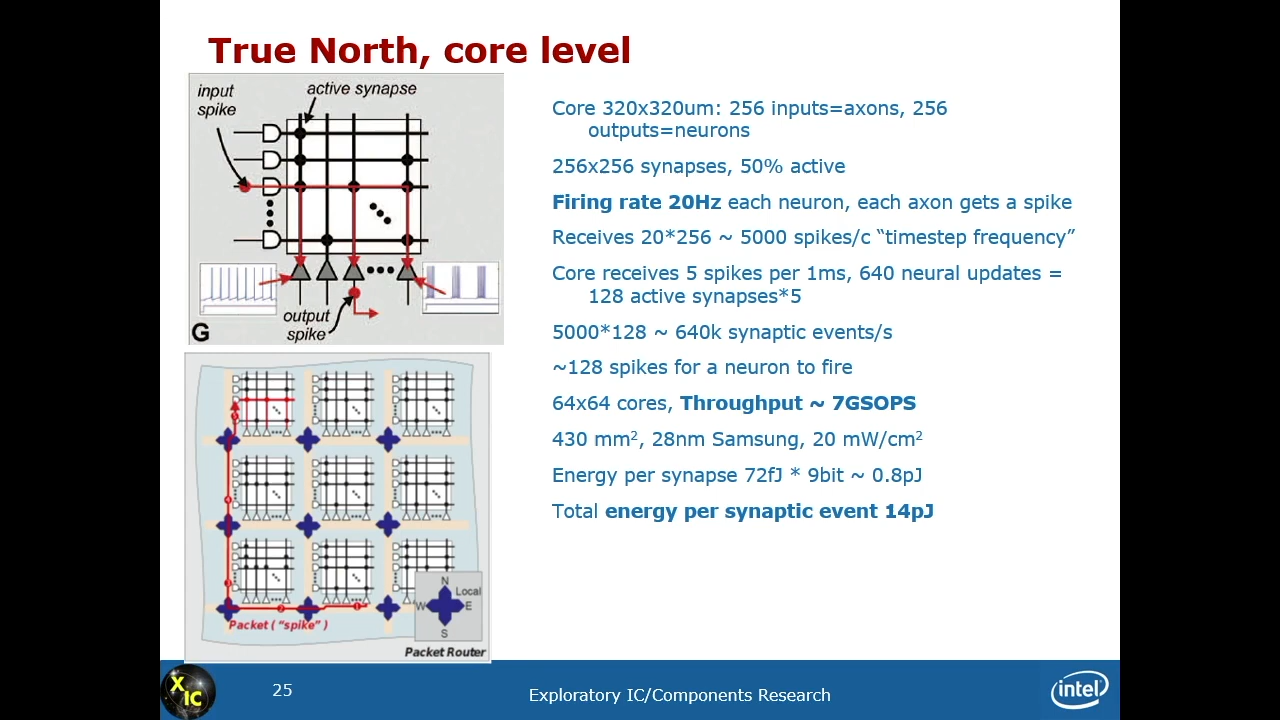 True North, core level
input
spike
active synapse
output
spike
G
Core 320x320um: 256 inputs=axons, 256
outputs=neurons
256x256 synapses, 50% active
Firing rate 20Hz each neuron, each axon gets a spike
Receives 20*256 ~ 5000 spikes/c “timestep frequency”
Core receives 5 spikes per 1ms, 640 neural updates =
128 active synapses*5
5000*128 ~ 640k synaptic events/s
~128 spikes for a neuron to fire
64x64 cores, Throughput ~ 7GSOPS
430 mm², 28nm Samsung, 20 mW/cm²
Energy per synapse 72fJ * 9bit ~ 0.8pJ
Total energy per synaptic event 14pJ
N
Local
W E
S
Packet ( “spike” )
Packet Router
XIC
25
Exploratory IC/Components Research
intel